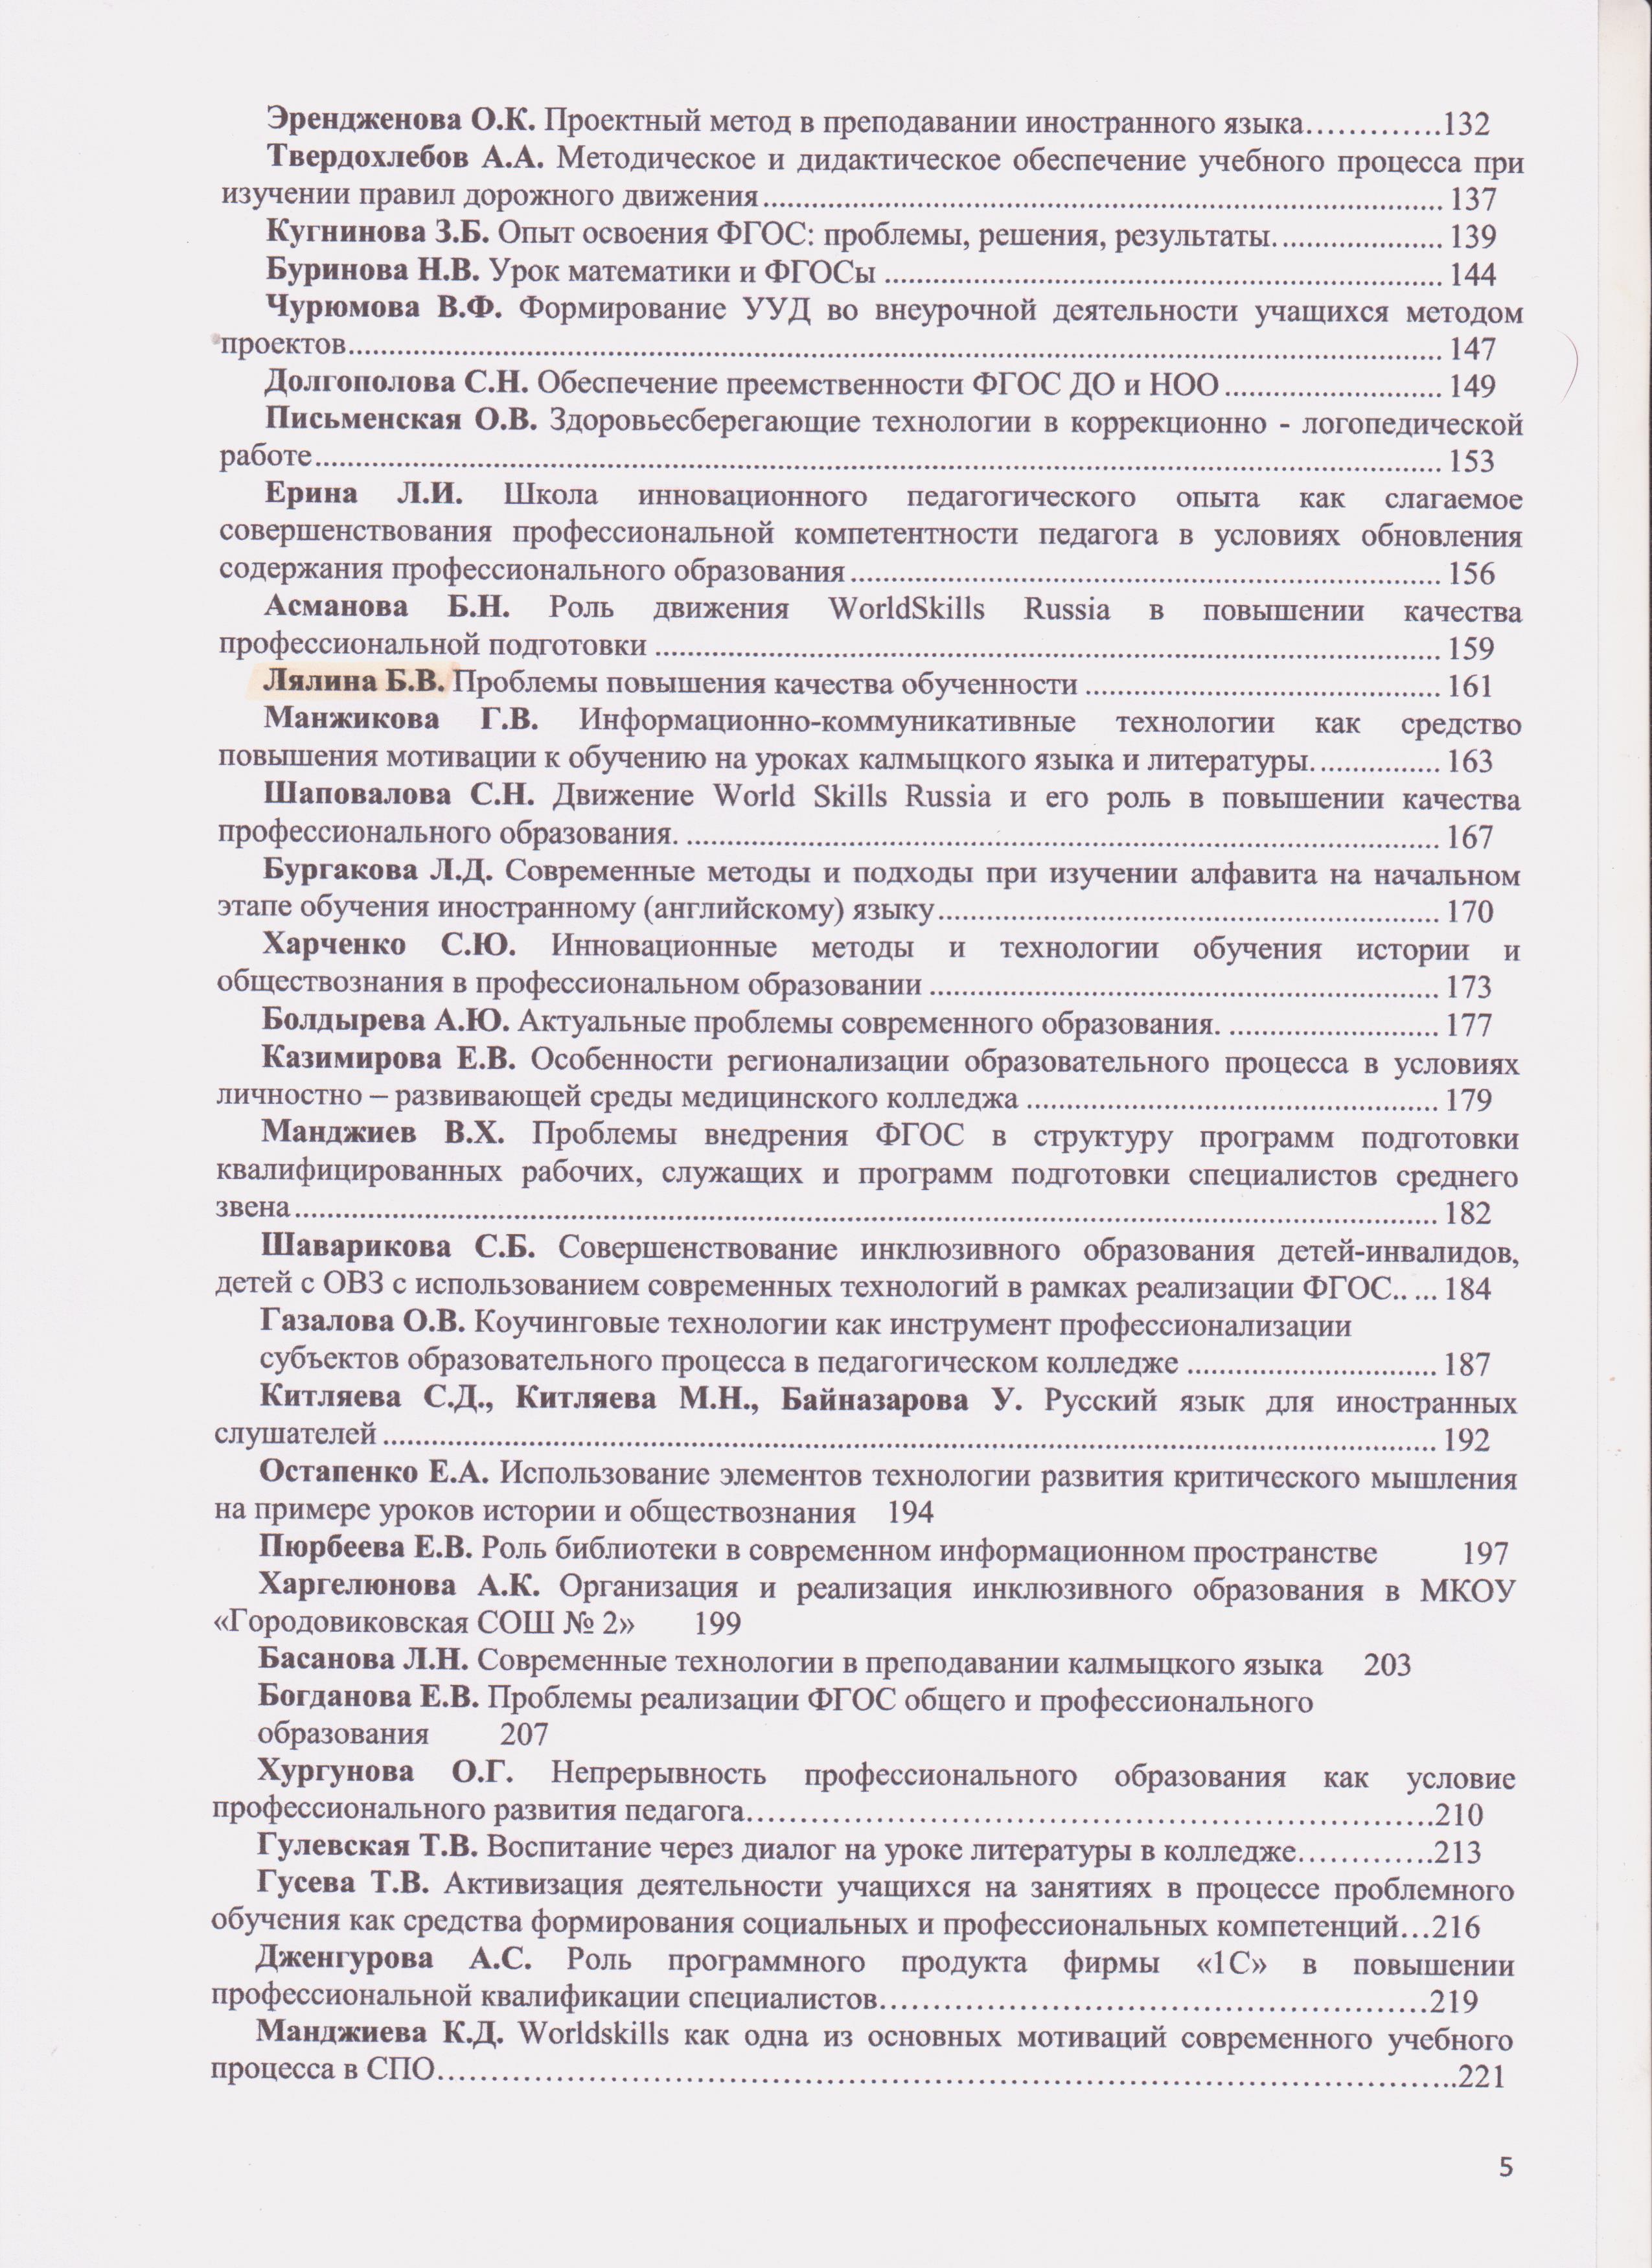 Эрендженова О.К. Проектный метод в преподавании иностранного языка.............132
Твердохлебов А.А. Методическое и дидактическое обеспечение учебного процесса при
изучении правил дорожного движения........................................ 137
Кугнинова З.Б. Опыт освоения ФГОС: проблемы, решения, результаты. .................... 139
Буринова Н.В. Урок математики и ФГОСы ........................................ 144
Чурюмова В.Ф. Формирование УУД во внеурочной деятельности учащихся методом
проектов........................................ 147
Долгополова С.Н. Обеспечение преемственности ФГОС ДО и НОО ........................... 149
Письменская О.В. Здоровьесберегающие технологии в коррекционно - логопедической
работе........................................ 153
Ерина Л.И. Школа инновационного педагогического опыта как слагаемое
совершенствования профессиональной компетентности педагога в условиях обновления
содержания профессионального образования ........................................ 156
Асманова Б.Н. Роль движения WorldSkills Russia в повышении качества
профессиональной подготовки ........................................ 159
Лялина Б.В. Проблемы повышения качества обученности ........................................ 161
Манжикова Г.В. Информационно-коммуникативные технологии как средство
повышения мотивации к обучению на уроках калмыцкого языка и литературы. ............... 163
Шаповалова С.Н. Движение World Skills Russia и его роль в повышении качества
профессионального образования. ........................................ 167
Бургакова Л.Д. Современные методы и подходы при изучении алфавита на начальном
этапе обучения иностранному (английскому) языку........................................ 170
Харченко С.Ю. Инновационные методы и технологии обучения истории и
обществознания в профессиональном образовании ........................................ 173
Болдырева А.Ю. Актуальные проблемы современного образования. .......................... 177
Казимирова Е.В. Особенности регионализации образовательного процесса в условиях
личностно – развивающей среды медицинского колледжа ........................................ 179
Манджиев В.Х. Проблемы внедрения ФГОС в структуру программ подготовки
квалифицированных рабочих, служащих и программ подготовки специалистов среднего
звена........................................ 182
Шаварикова С.Б. Совершенствование инклюзивного образования детей-инвалидов,
детей с ОВЗ с использованием современных технологий в рамках реализации ФГОС.. ... 184
Газалова О.В. Коучинговые технологии как инструмент профессионализации
субъектов образовательного процесса в педагогическом колледже ............................... 187
Китляева С.Д., Китляева М.Н., Байназарова У. Русский язык для иностранных
слушателей ........................................ 192
Остапенко Е.А. Использование элементов технологии развития критического мышления
на примере уроков истории и обществознания 194
Пюрбеева Е.В. Роль библиотеки в современном информационном пространстве 197
Харгелюнова А.К. Организация и реализация инклюзивного образования в МКОУ
«Городовиковская СОШ № 2» 199
Басанова Л.Н. Современные технологии в преподавании калмыцкого языка 203
Богданова Е.В. Проблемы реализации ФГОС общего и профессионального
образования 207
Хургунова О.Г. Непрерывность профессионального образования как условие
профессионального развития педагога........................................210
Гулевская Т.В. Воспитание через диалог на уроке литературы в колледже.............213
Гусева Т.В. Активизация деятельности учащихся на занятиях в процессе проблемного
обучения как средства формирования социальных и профессиональных компетенций...216
Дженгурова А.С. Роль программного продукта фирмы «1С» в повышении
профессиональной квалификации специалистов........................................219
Манджиева К.Д. Worldskills как одна из основных мотиваций современного учебного
процесса в СПО........................................221
5